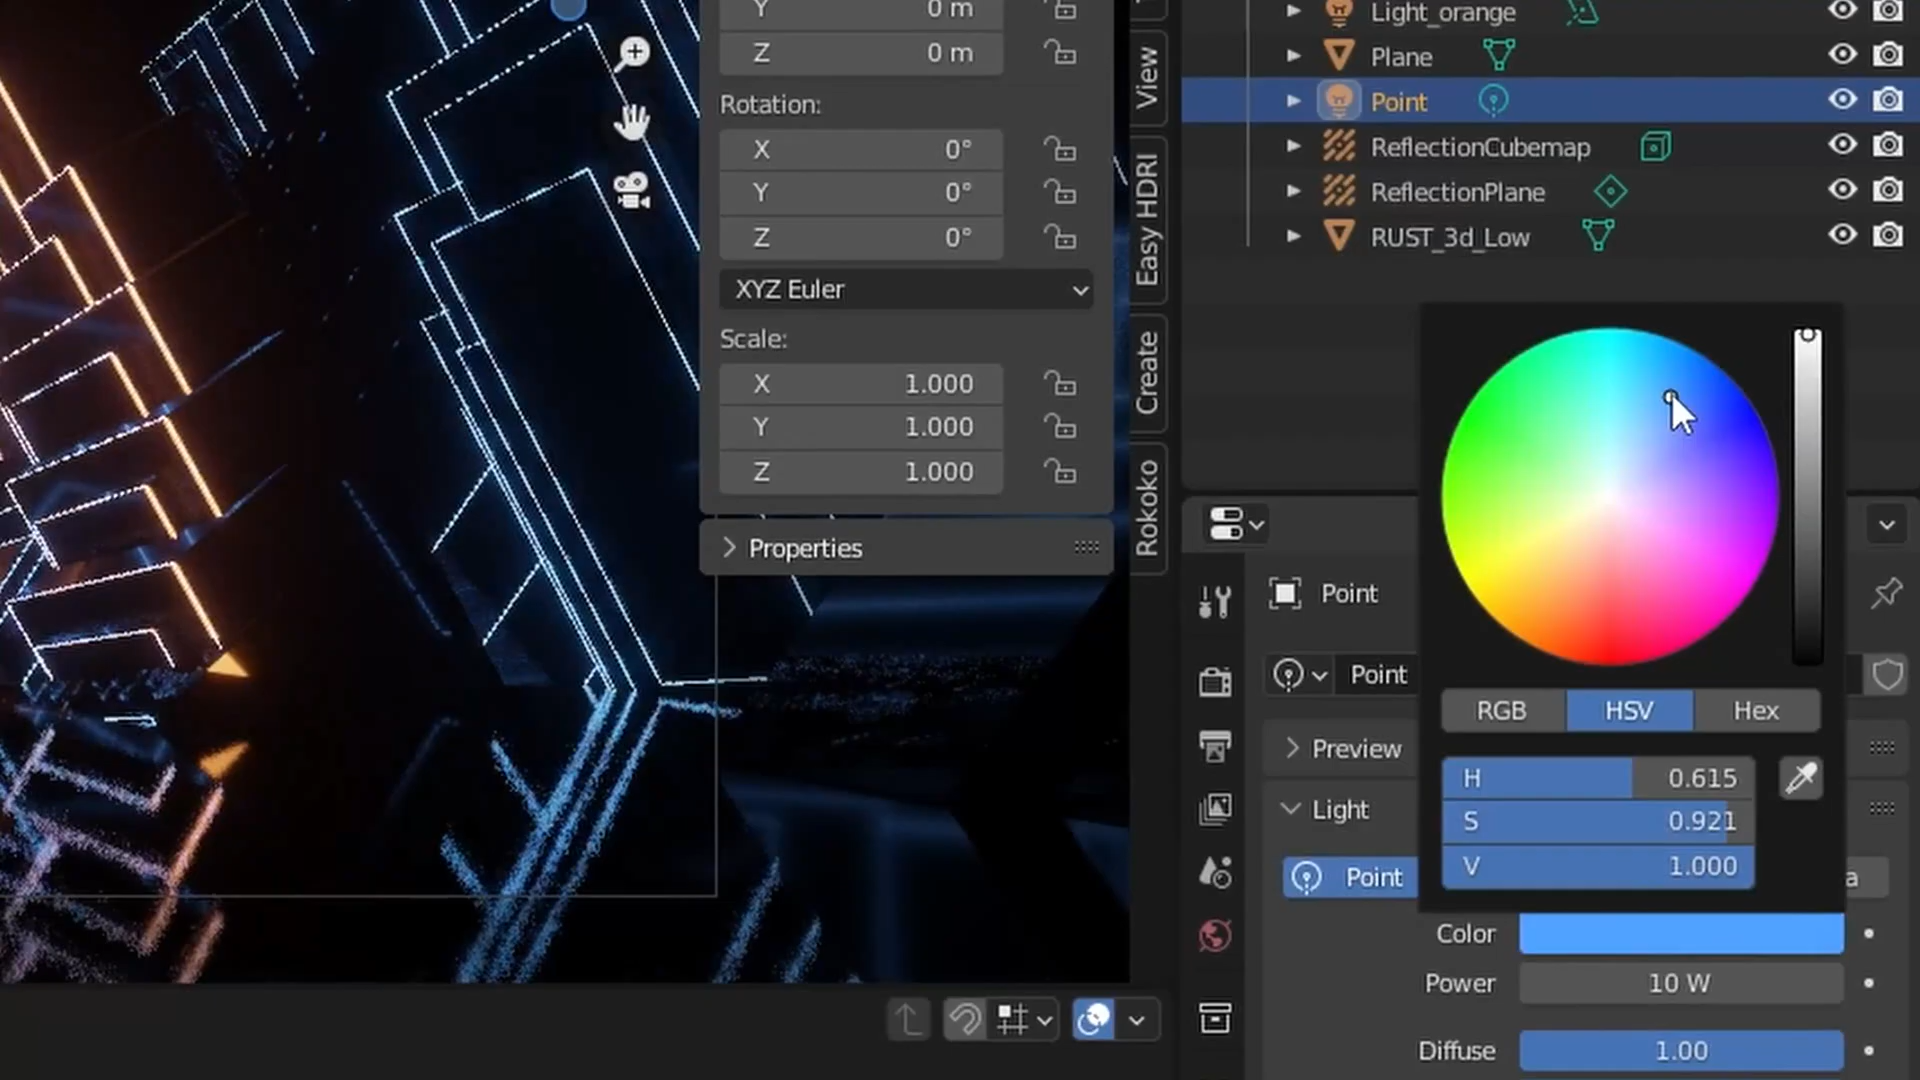 Y 0 m
Z 0 m
Rotation:
X 0°
Y 0°
Z 0°
XYZ Euler
Scale:
X 1.000
Y 1.000
Z 1.000
Properties
View
Easy HDRI
Create
Rokoko
Light_orange
Plane
Point
ReflectionCubemap
ReflectionPlane
RUST_3d_Low
Point
Point
RGB HSV Hex
Preview
H 0.615
Light
S 0.921
V 1.000
Point
a
Color
Power 10 W
Diffuse 1.00